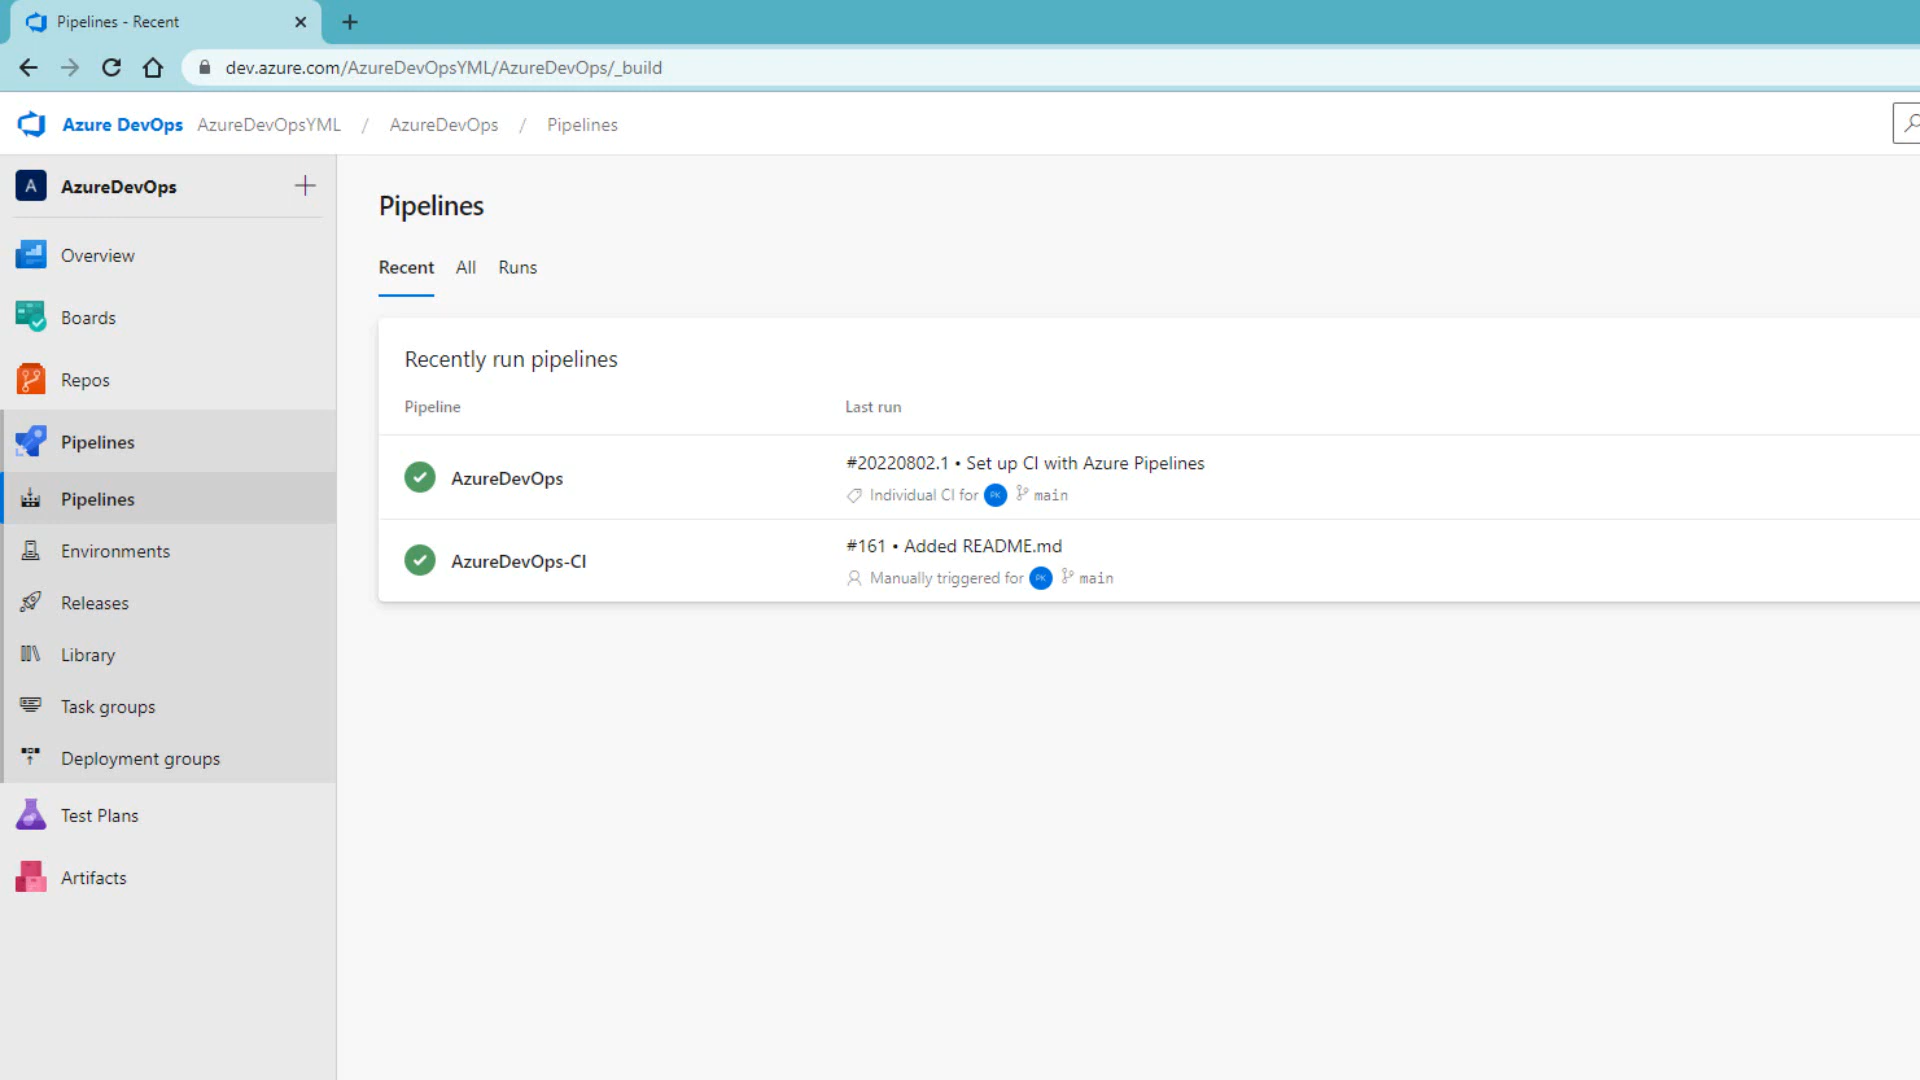 Pipelines - Recent
dev.azure.com/AzureDevOpsYML/AzureDevOps/_build
Azure DevOps AzureDevOpsYML / AzureDevOps / Pipelines
A AzureDevOps
Overview
Boards
Repos
Pipelines
Pipelines
Environments
Releases
Library
Task groups
Deployment groups
Test Plans
Artifacts
Pipelines
Recent All Runs
Recently run pipelines
Pipeline Last run
AzureDevOps
#20220802.1 • Set up CI with Azure Pipelines
Individual CI for PK main
AzureDevOps-CI
#161 • Added README.md
Manually triggered for PK main